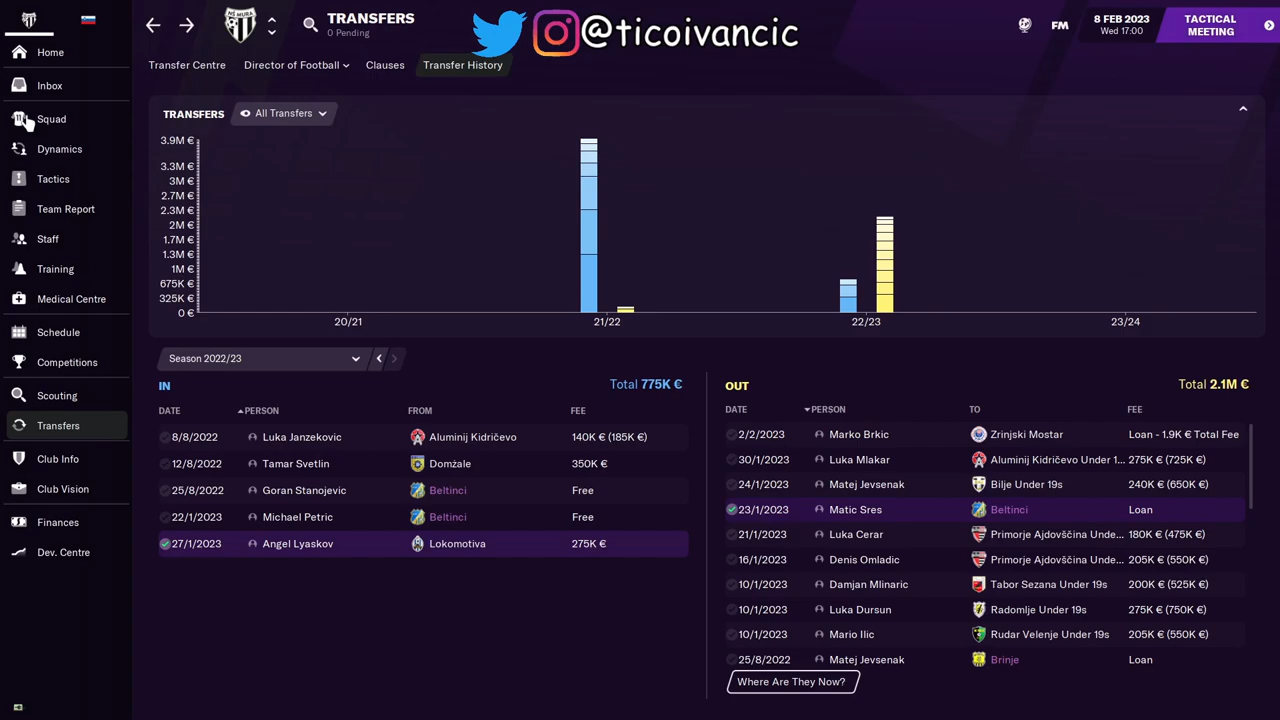 TRANSFERS
0 Pending
@ticoivancic
FM
8 FEB 2023
Wed 17:00
TACTICAL
MEETING
Home
Inbox
Squad
Dynamics
Tactics
Team Report
Staff
Training
Medical Centre
Schedule
Competitions
Scouting
Transfers
Club Info
Club Vision
Finances
Dev. Centre
Transfer Centre Director of Football Clauses Transfer History
TRANSFERS All Transfers
3.9M €
3.3M €
3M €
2.7M €
2.3M €
2M €
1.7M €
1.3M €
1M €
675K €
325K €
0 €
20/21 21/22 22/23 23/24
Season 2022/23
IN Total 775K €
DATE PERSON FROM FEE
8/8/2022 Luka Janzekovic Aluminij Kidričevo 140K € (185K €)
12/8/2022 Tamar Svetlin Domžale 350K €
25/8/2022 Goran Stanojevic Beltinci Free
22/1/2023 Michael Petric Beltinci Free
27/1/2023 Angel Lyaskov Lokomotiva 275K €
OUT Total 2.1M €
DATE PERSON TO FEE
2/2/2023 Marko Brkic Zrinjski Mostar Loan - 1.9K € Total Fee
30/1/2023 Luka Mlakar Aluminij Kidričevo Under 1... 275K € (725K €)
24/1/2023 Matej Jevsenak Bilje Under 19s 240K € (650K €)
23/1/2023 Matic Sres Beltinci Loan
21/1/2023 Luka Cerar Primorje Ajdovščina Unde... 180K € (475K €)
16/1/2023 Denis Omladic Primorje Ajdovščina Unde... 205K € (550K €)
10/1/2023 Damjan Mlinaric Tabor Sezana Under 19s 200K € (525K €)
10/1/2023 Luka Dursun Radomlje Under 19s 275K € (750K €)
10/1/2023 Mario Ilic Rudar Velenje Under 19s 205K € (550K €)
25/8/2022 Matej Jevsenak Brinje Loan
Where Are They Now?